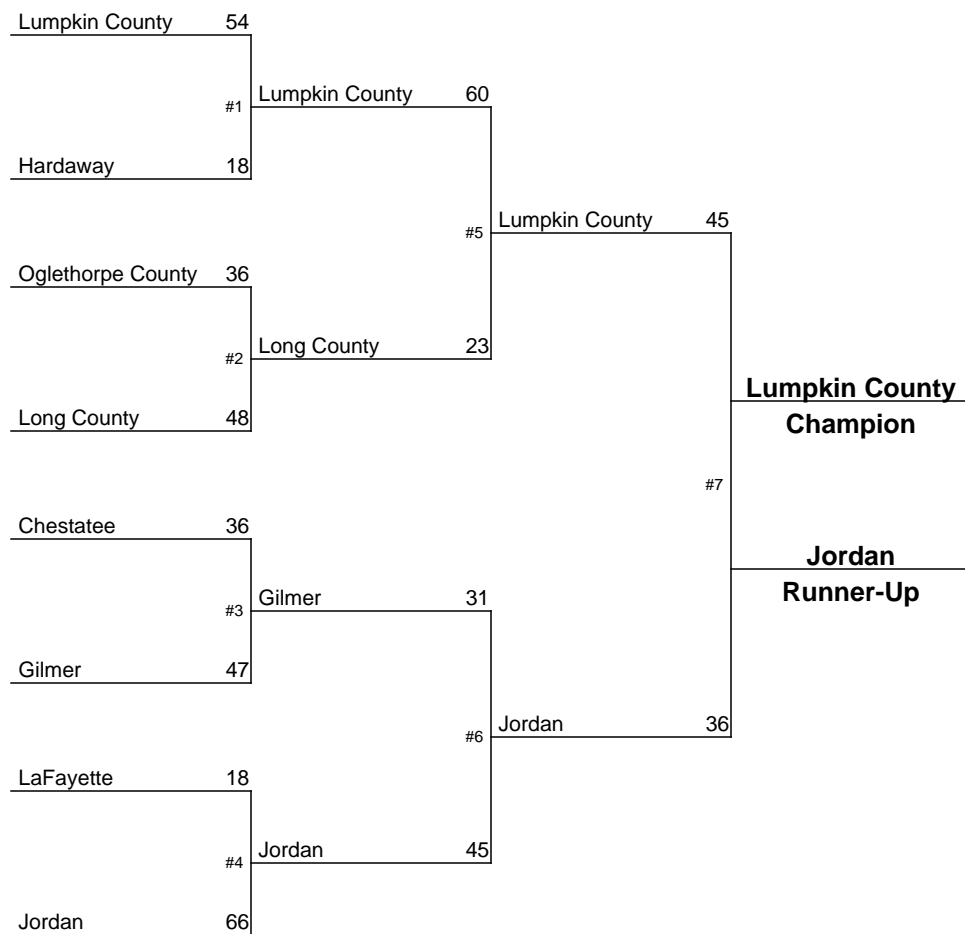 Lumpkin County 54
#1 Lumpkin County 60
Hardaway 18
#5 Lumpkin County 45
Oglethorpe County 36
#2 Long County 23
Long County 48
Lumpkin County
Champion
#7
Chestatee 36
Jordan
Runner-Up
#3 Gilmer 31
Gilmer 47
#6 Jordan 36
LaFayette 18
#4 Jordan 45
Jordan 66